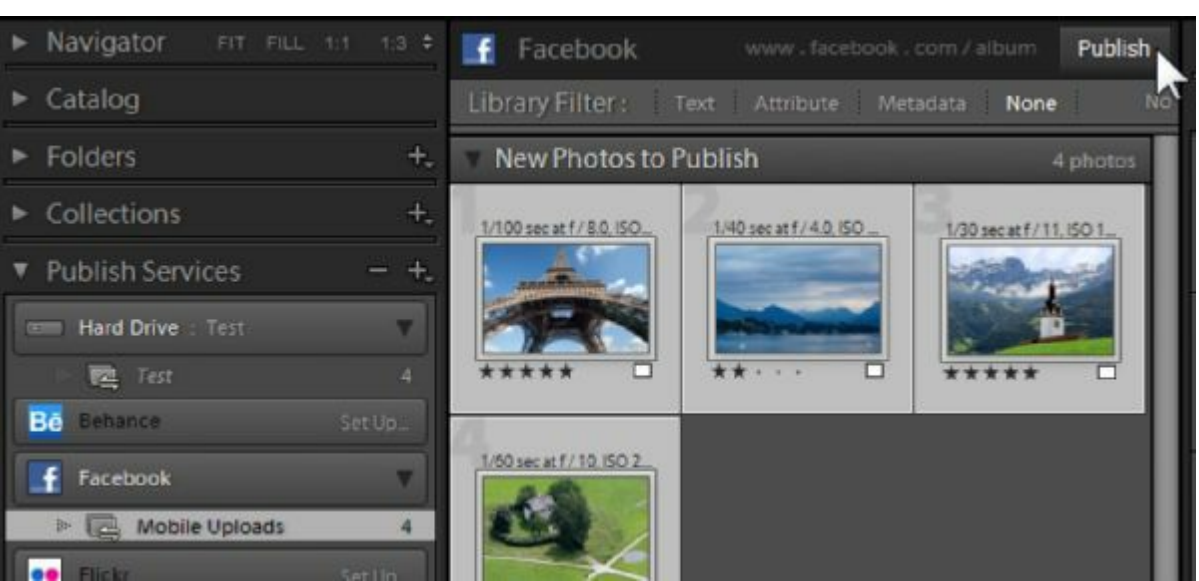 Navigator FIT FILL 1:1 1:3
Catalog
Folders
Collections
Publish Services
Hard Drive : Test
Test 4
Bē Behance Set Up...
f Facebook
Mobile Uploads 4
Flickr Set Up...
f Facebook www.facebook.com/album Publish
Library Filter: Text Attribute Metadata None No
New Photos to Publish 4 photos
1 2 3
1/100 sec at f / 8.0, ISO... 1/40 sec at f / 4.0, ISO ... 1/30 sec at f / 11, ISO 1...
4
1/60 sec at f / 10, ISO 2...